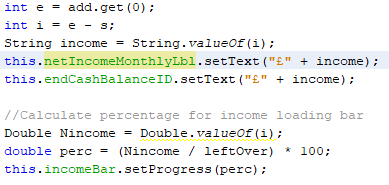 int e = add.get(0);
int i = e - s;
String income = String.valueOf(i);
this.netIncomeMonthlyLbl.setText("£" + income);
this.endCashBalanceID.setText("£" + income);
//Calculate percentage for income loading bar
Double Nincome = Double.valueOf(i);
double perc = (Nincome / leftOver) * 100;
this.incomeBar.setProgress(perc);